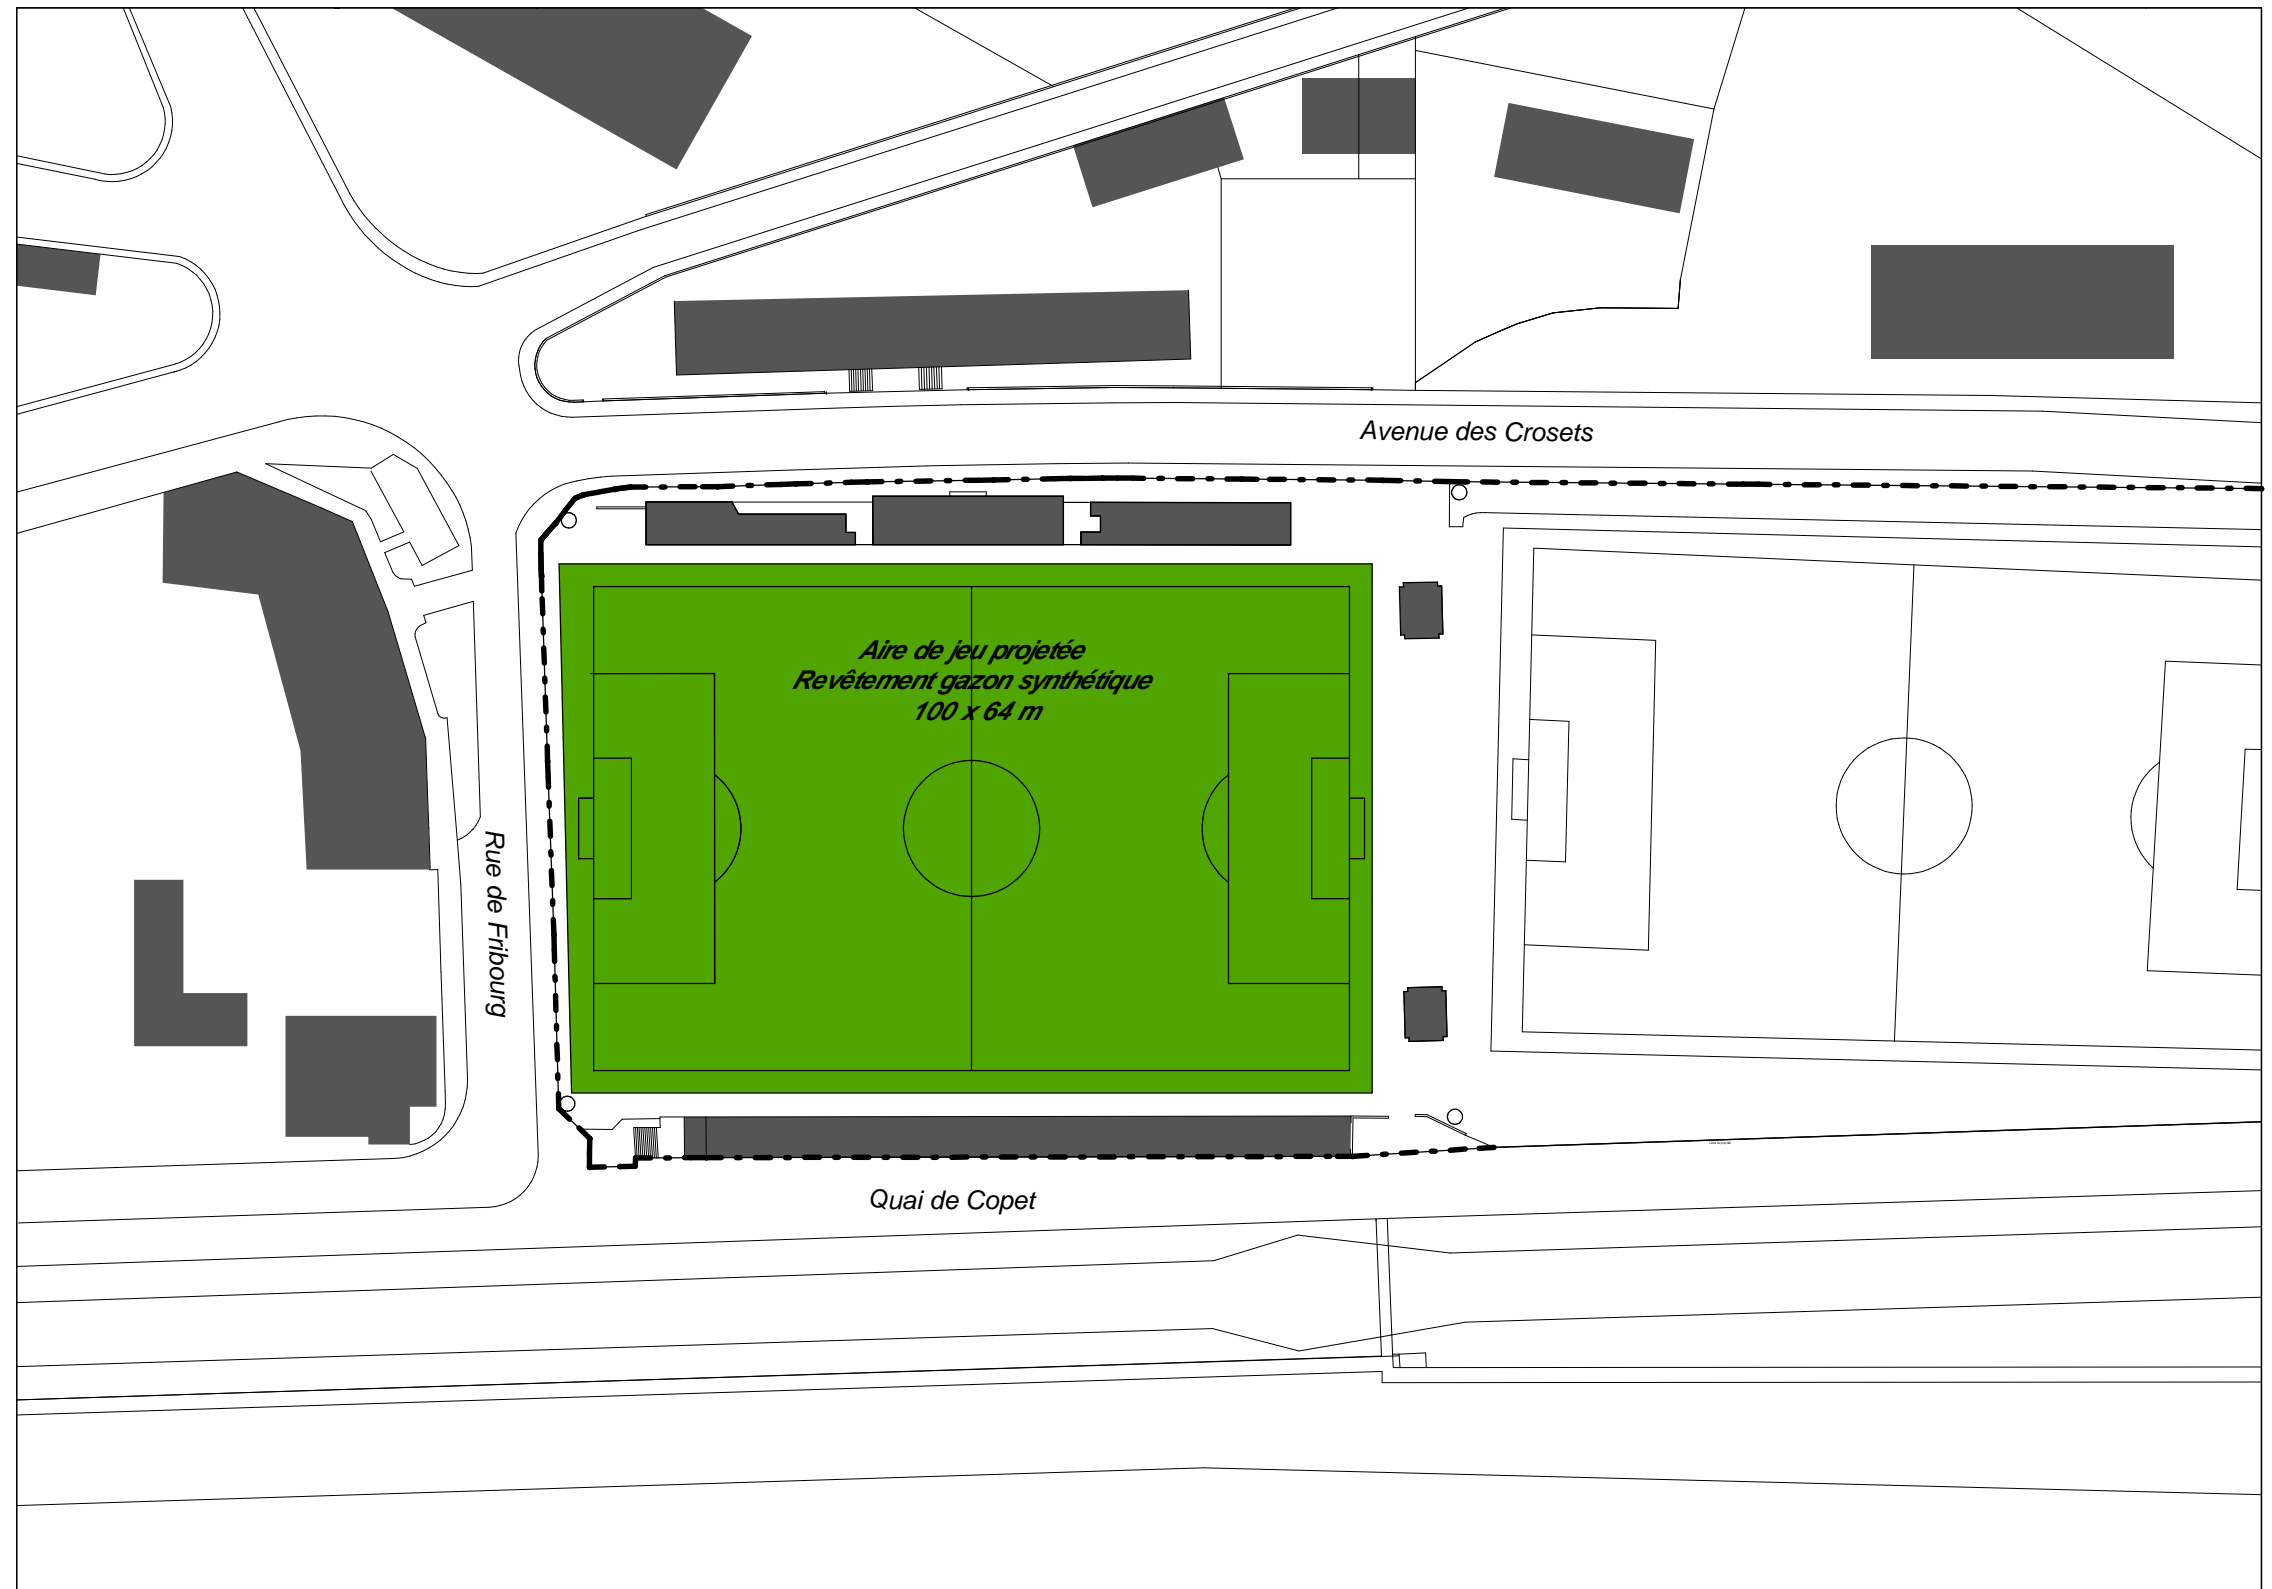 Avenue des Crosets
Aire de jeu projetée
Revêtement gazon synthétique
100 x 64 m
Rue de Fribourg
Quai de Copet